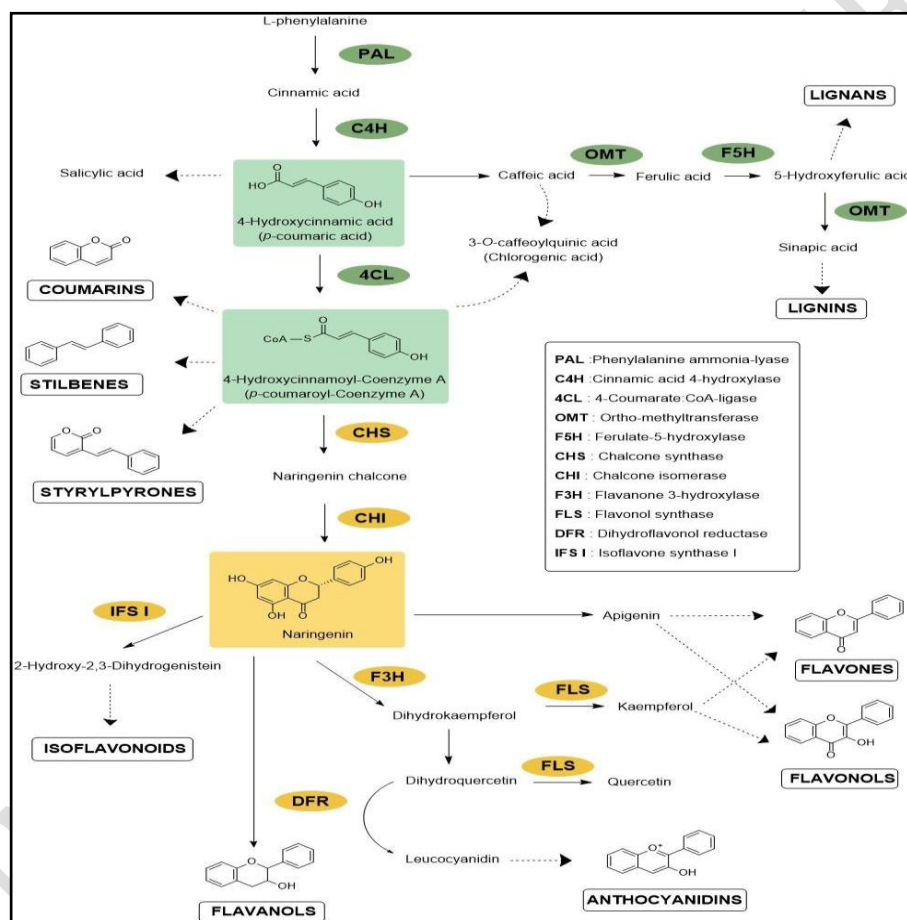 L-phenylalanine
PAL
Cinnamic acid
C4H
LIGNANS
Salicylic acid
O
HO
OH
4-Hydroxycinnamic acid
(p-coumaric acid)
Caffeic acid
OMT
Ferulic acid
F5H
5-Hydroxyferulic acid
OMT
Sinapic acid
LIGNINS
3-O-caffeoylquinic acid
(Chlorogenic acid)
4CL
O
O
COUMARINS
STILBENES
O
O
STYRYLPYRONES
O
CoA
S
OH
4-Hydroxycinnamoyl-Coenzyme A
(p-coumaroyl-Coenzyme A)
CHS
Naringenin chalcone
CHI
PAL :Phenylalanine ammonia-lyase
C4H :Cinnamic acid 4-hydroxylase
4CL : 4-Coumarate:CoA-ligase
OMT : Ortho-methyltransferase
F5H : Ferulate-5-hydroxylase
CHS : Chalcone synthase
CHI : Chalcone isomerase
F3H : Flavanone 3-hydroxylase
FLS : Flavonol synthase
DFR : Dihydroflavonol reductase
IFS I : Isoflavone synthase I
OH
HO
O
OH
O
Naringenin
IFS I
2-Hydroxy-2,3-Dihydrogenistein
ISOFLAVONOIDS
Apigenin
O
O
FLAVONES
F3H
Dihydrokaempferol
FLS
Kaempferol
O
OH
O
FLAVONOLS
Dihydroquercetin
FLS
Quercetin
DFR
Leucocyanidin
O
OH
FLAVANOLS
O+
OH
ANTHOCYANIDINS